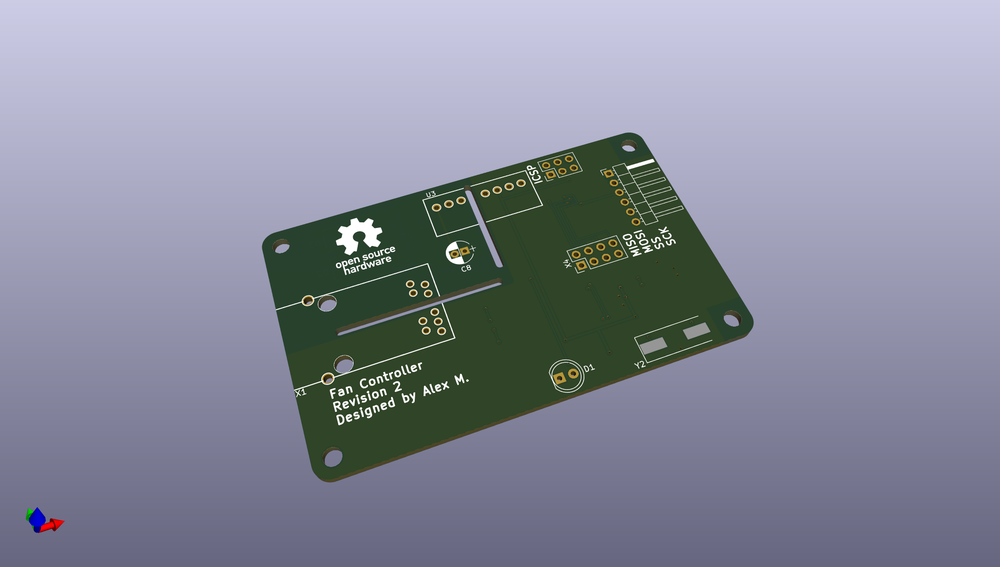 U3
ICSP
open source
hardware
C8
X4
MISO
MOSI
SS
SCK
X1
Fan Controller
Revision 2
Designed by Alex M.
D1
Y2